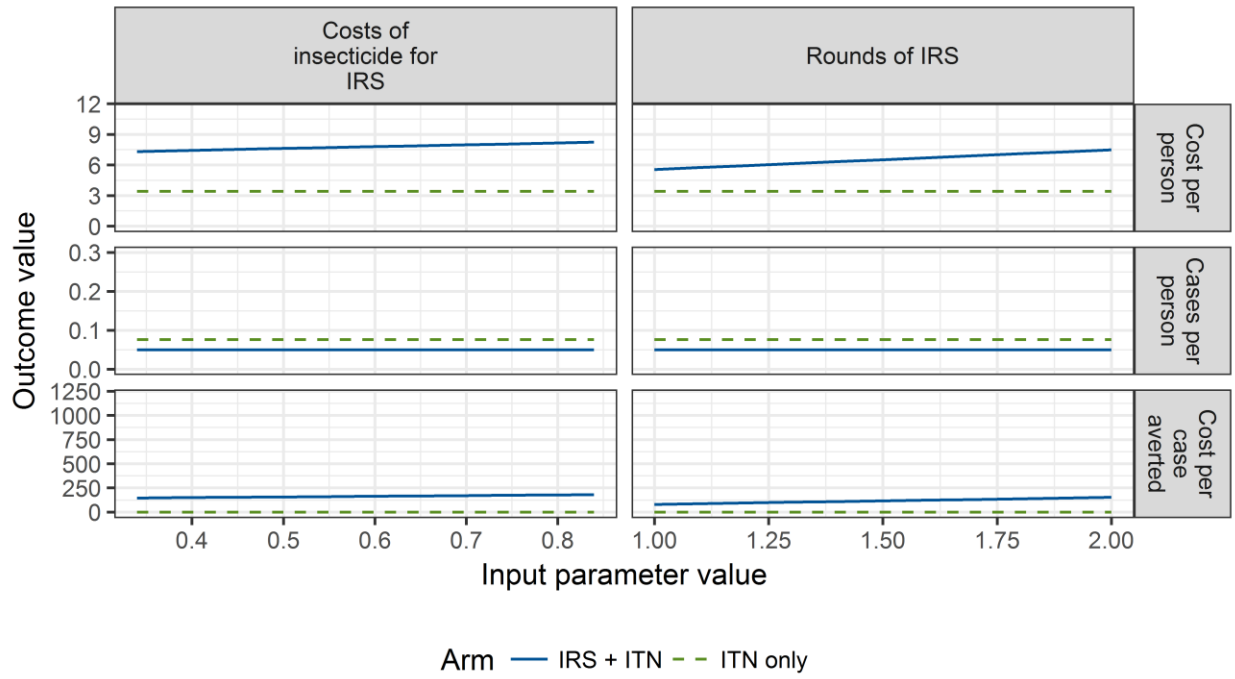 Costs of
insecticide for
IRS
Rounds of IRS
12
9
6
3
0
Cost per
person
0.3
0.2
0.1
0.0
Cases per
person
1250
1000
750
500
250
0
Cost per
case
averted
Outcome value
0.4 0.5 0.6 0.7 0.8 1.00 1.25 1.50 1.75 2.00
Input parameter value
Arm IRS + ITN ITN only